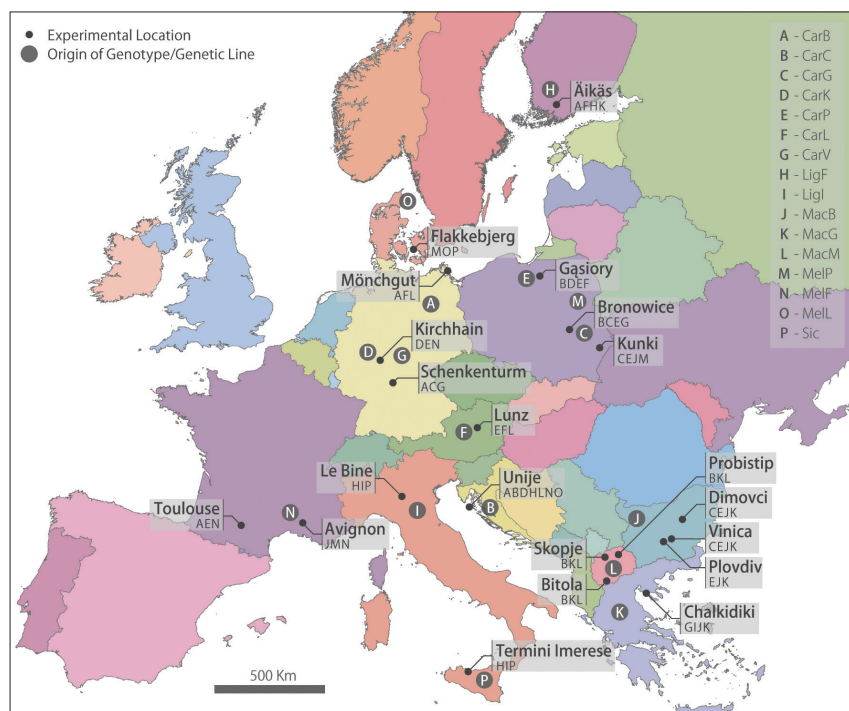 Experimental Location
Origin of Genotype/Genetic Line
A - CarB
B - CarC
C - CarG
D - CarK
E - CarP
F - CarL
G - CarV
H - LigF
I - LigI
J - MacB
K - MacG
L - MacM
M - MelP
N - MelF
O - MelL
P - Sic
H
Äikäs
AFHK
O
Flakkebjerg
MOP
Mönchgut
AFL
A
E
Gąsiory
BDEF
M
Bronowice
BCEG
C
Kunki
CEJM
Kirchhain
DEN
D
G
Schenkenturm
ACG
Lunz
EFL
F
Le Bine
HIP
I
Unije
ABDHLNO
B
Toulouse
AEN
N
Avignon
JMN
Probistip
BKL
Dimovci
CEJK
J
Vinica
CEJK
Skopje
BKL
L
Plovdiv
EJK
Bitola
BKL
K
Chalkidiki
GIJK
Termini Imerese
HIP
P
500 Km